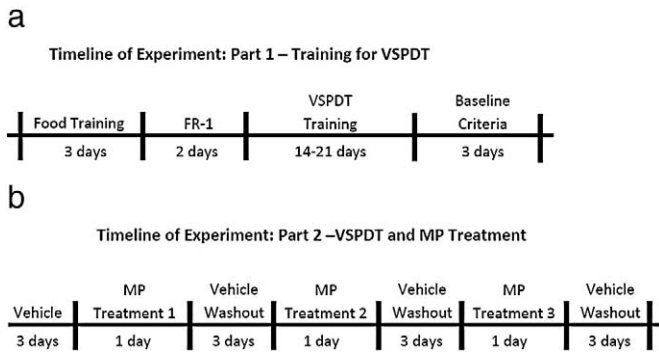 a
Timeline of Experiment: Part 1 – Training for VSPDT
VSPDT Baseline
Food Training FR-1 Training Criteria
3 days 2 days 14-21 days 3 days
b
Timeline of Experiment: Part 2 –VSPDT and MP Treatment
MP Vehicle MP Vehicle MP Vehicle
Vehicle Treatment 1 Washout Treatment 2 Washout Treatment 3 Washout
3 days 1 day 3 days 1 day 3 days 1 day 3 days